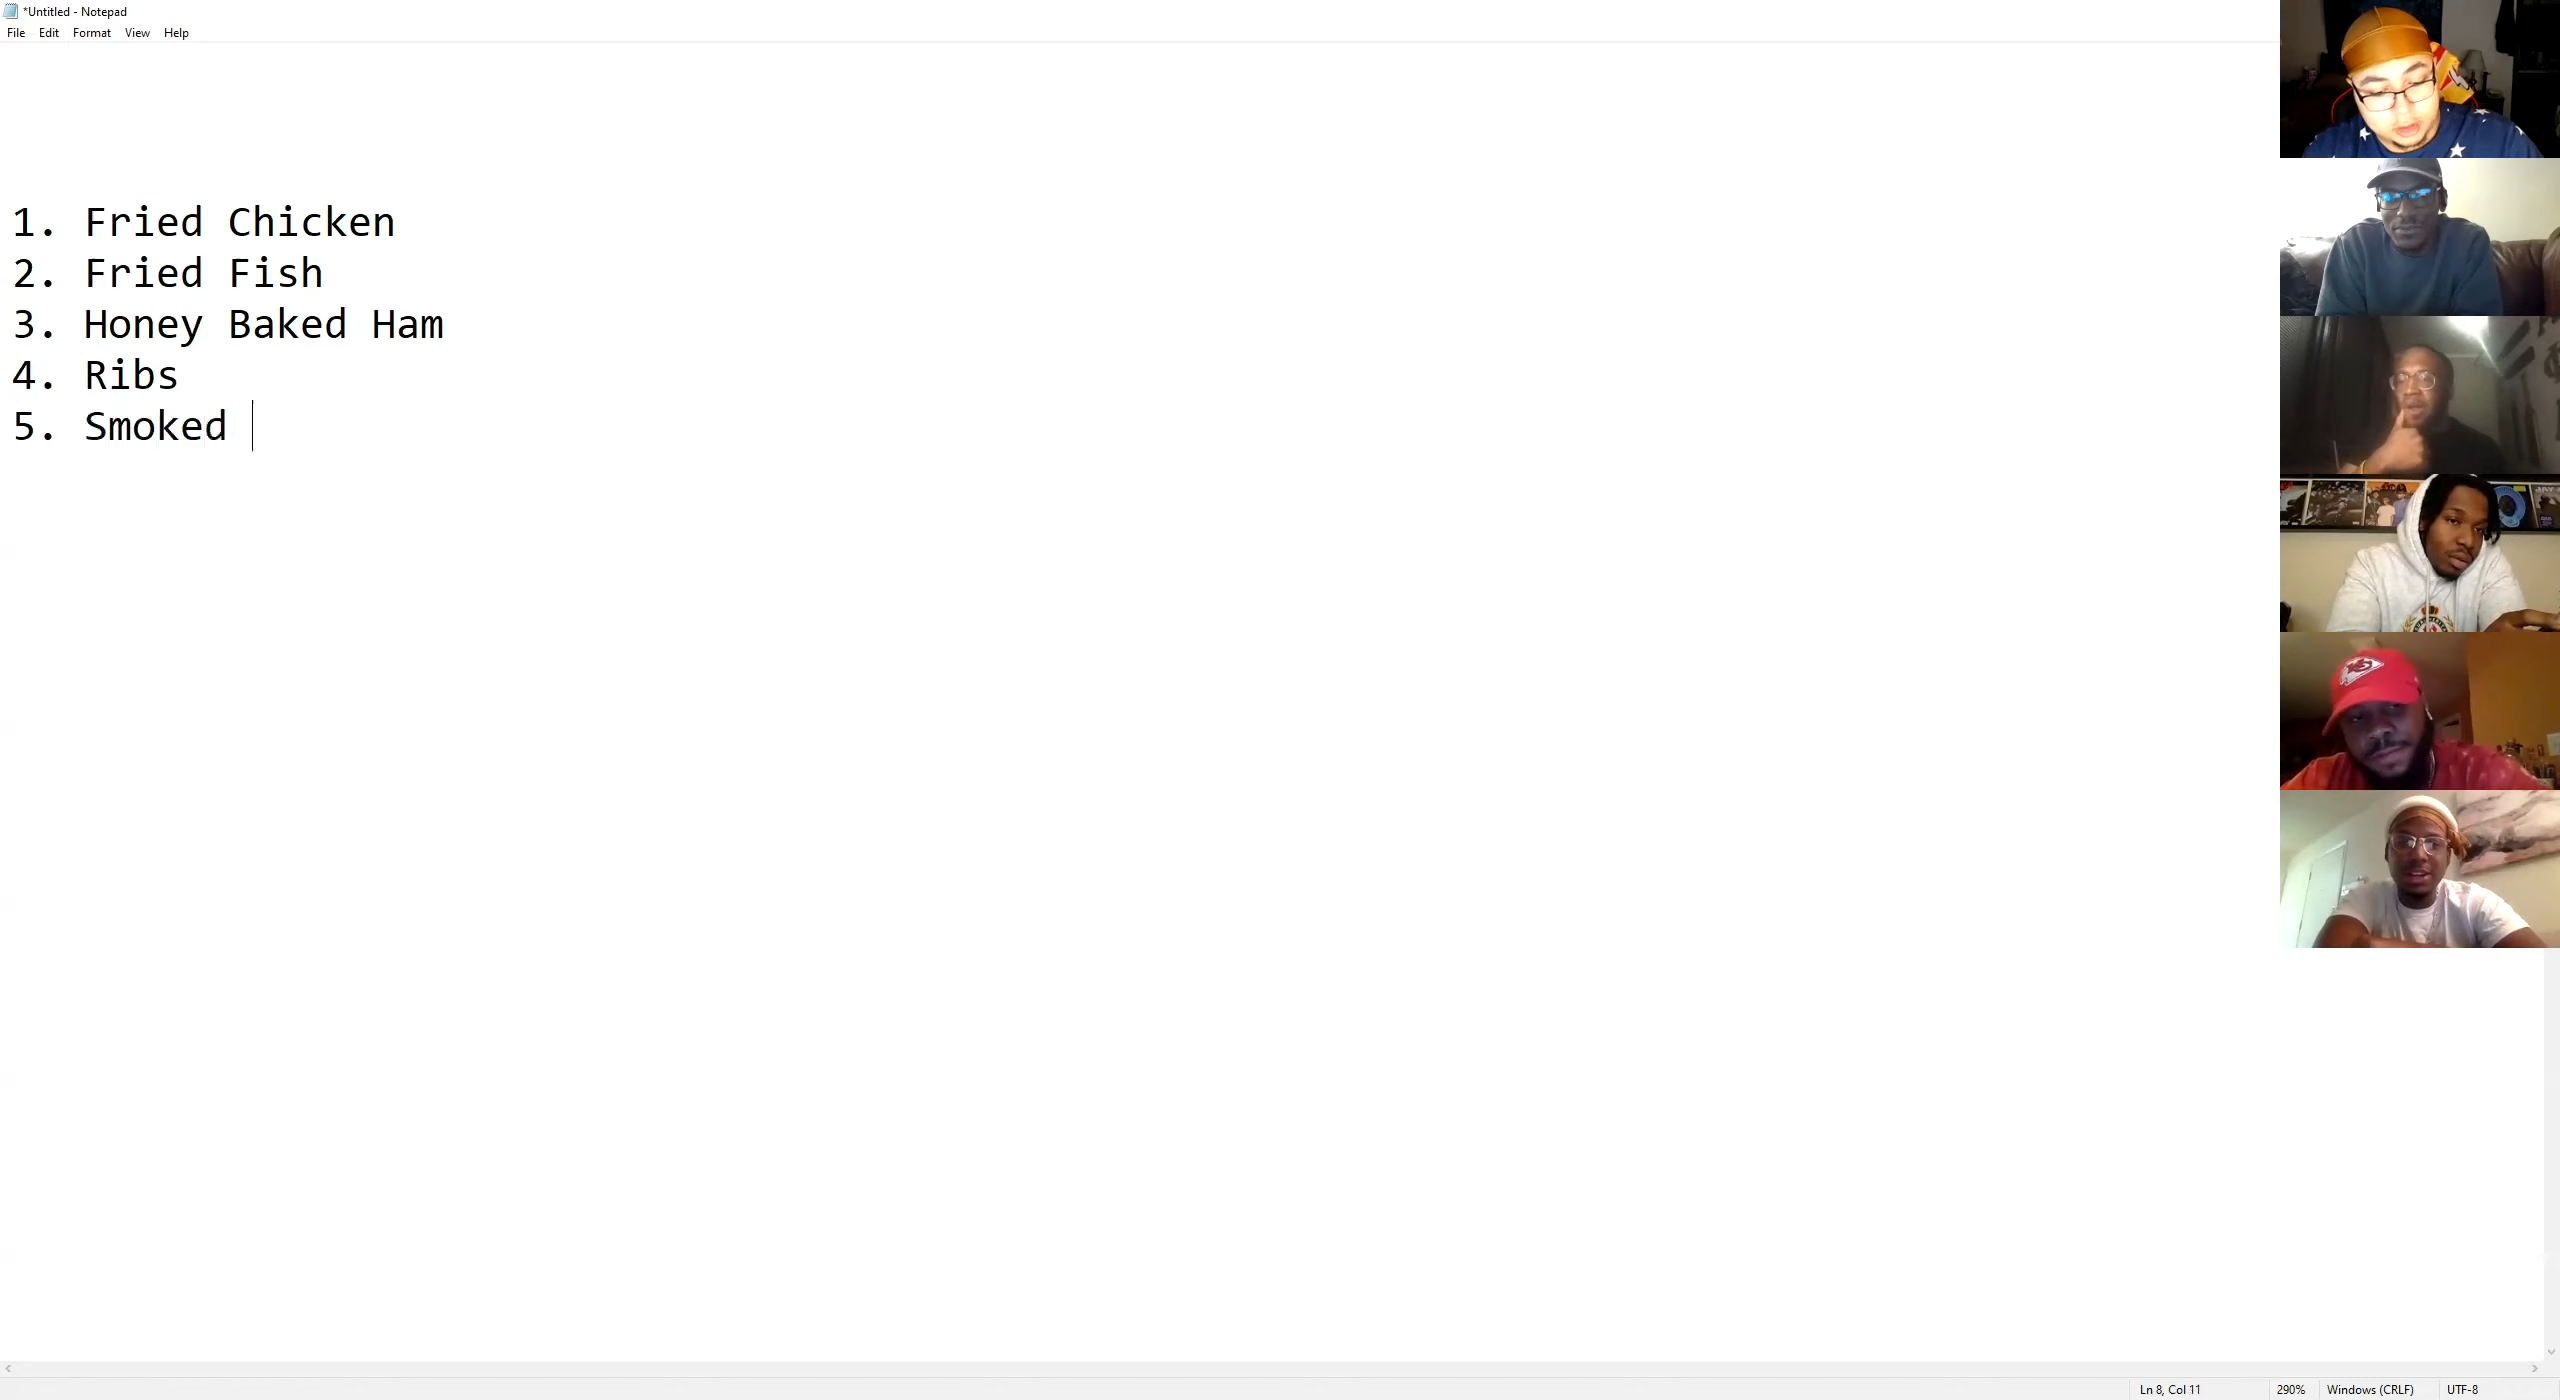 *Untitled - Notepad
File Edit Format View Help
1. Fried Chicken
2. Fried Fish
3. Honey Baked Ham
4. Ribs
5. Smoked
Ln 8, Col 11 290% Windows (CRLF) UTF-8